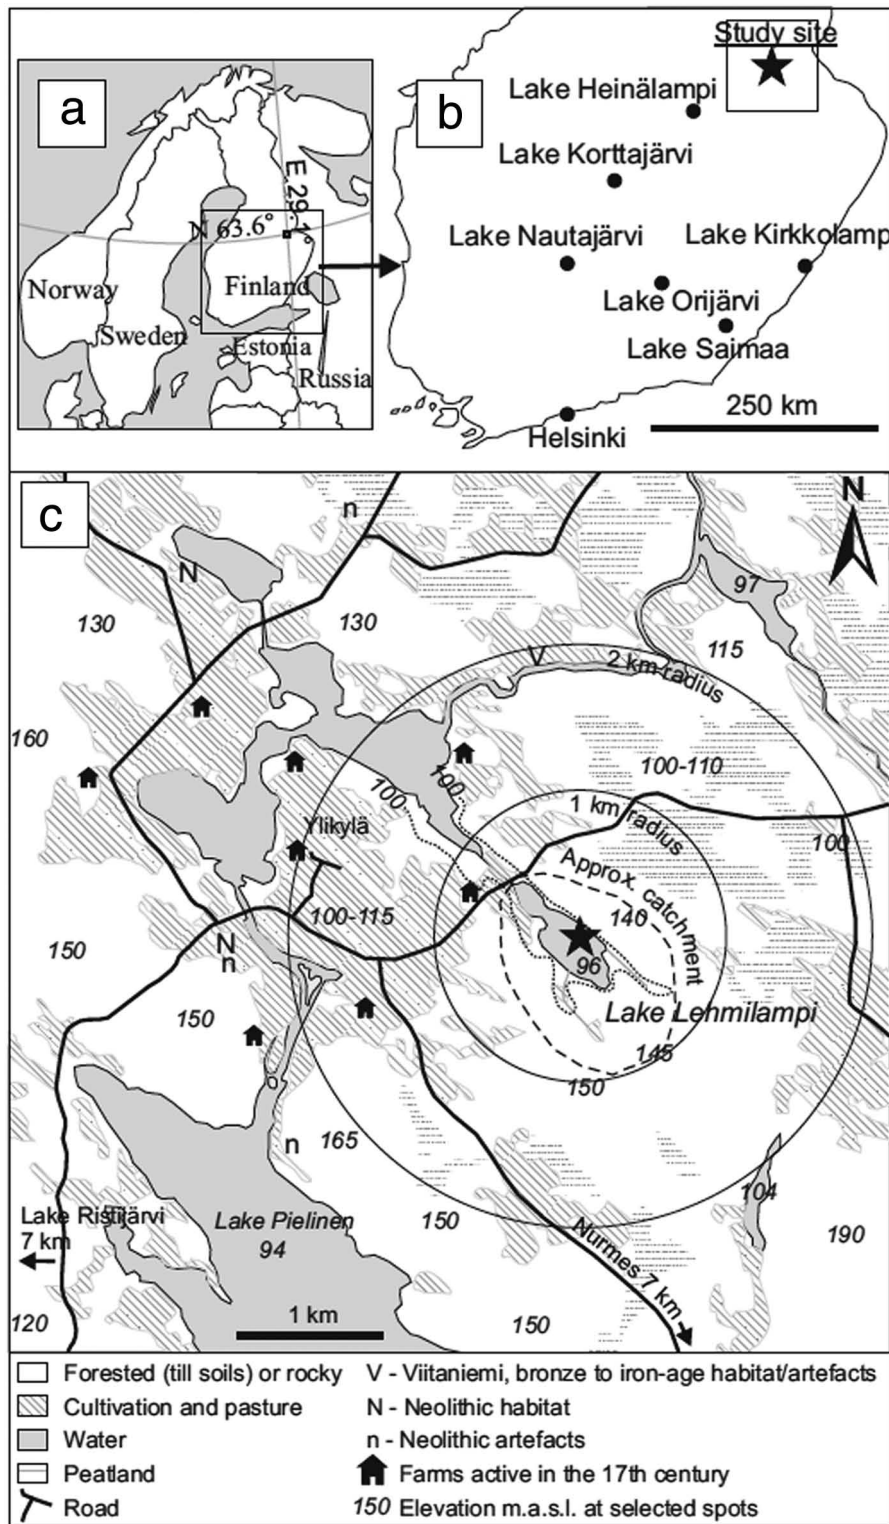 a
N 63.6°
E 29.1°
Norway
Sweden
Finland
Estonia
Russia
b
Study site
Lake Heinälampi
Lake Korttajärvi
Lake Nautajärvi
Lake Kirkkolamp
Lake Orijärvi
Lake Saimaa
Helsinki
250 km
c
n
N
N
97
130
130
115
V
2 km radius
160
100-110
100
100
1 km radius
Ylikylä
100
Approx. catchment
100-115
140
150
N
n
96
150
Lake Lehmilampi
145
150
165
n
104
Lake Ristijärvi
7 km
Lake Pielinen
94
150
Nurmes 7 km
190
120
1 km
150
Forested (till soils) or rocky
Cultivation and pasture
Water
Peatland
Road
V - Viitaniemi, bronze to iron-age habitat/artefacts
N - Neolithic habitat
n - Neolithic artefacts
Farms active in the 17th century
150 Elevation m.a.s.l. at selected spots